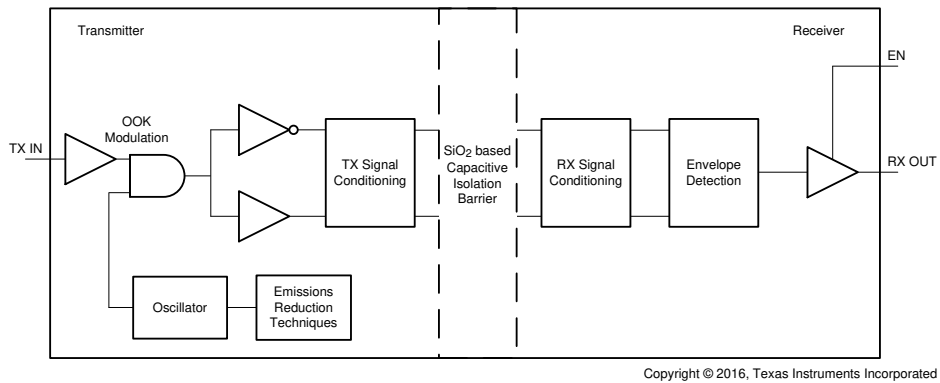 Transmitter
Receiver
EN
OOK
Modulation
TX IN
TX Signal
Conditioning
SiO2 based
Capacitive
Isolation
Barrier
RX Signal
Conditioning
Envelope
Detection
RX OUT
Oscillator
Emissions
Reduction
Techniques
Copyright © 2016, Texas Instruments Incorporated